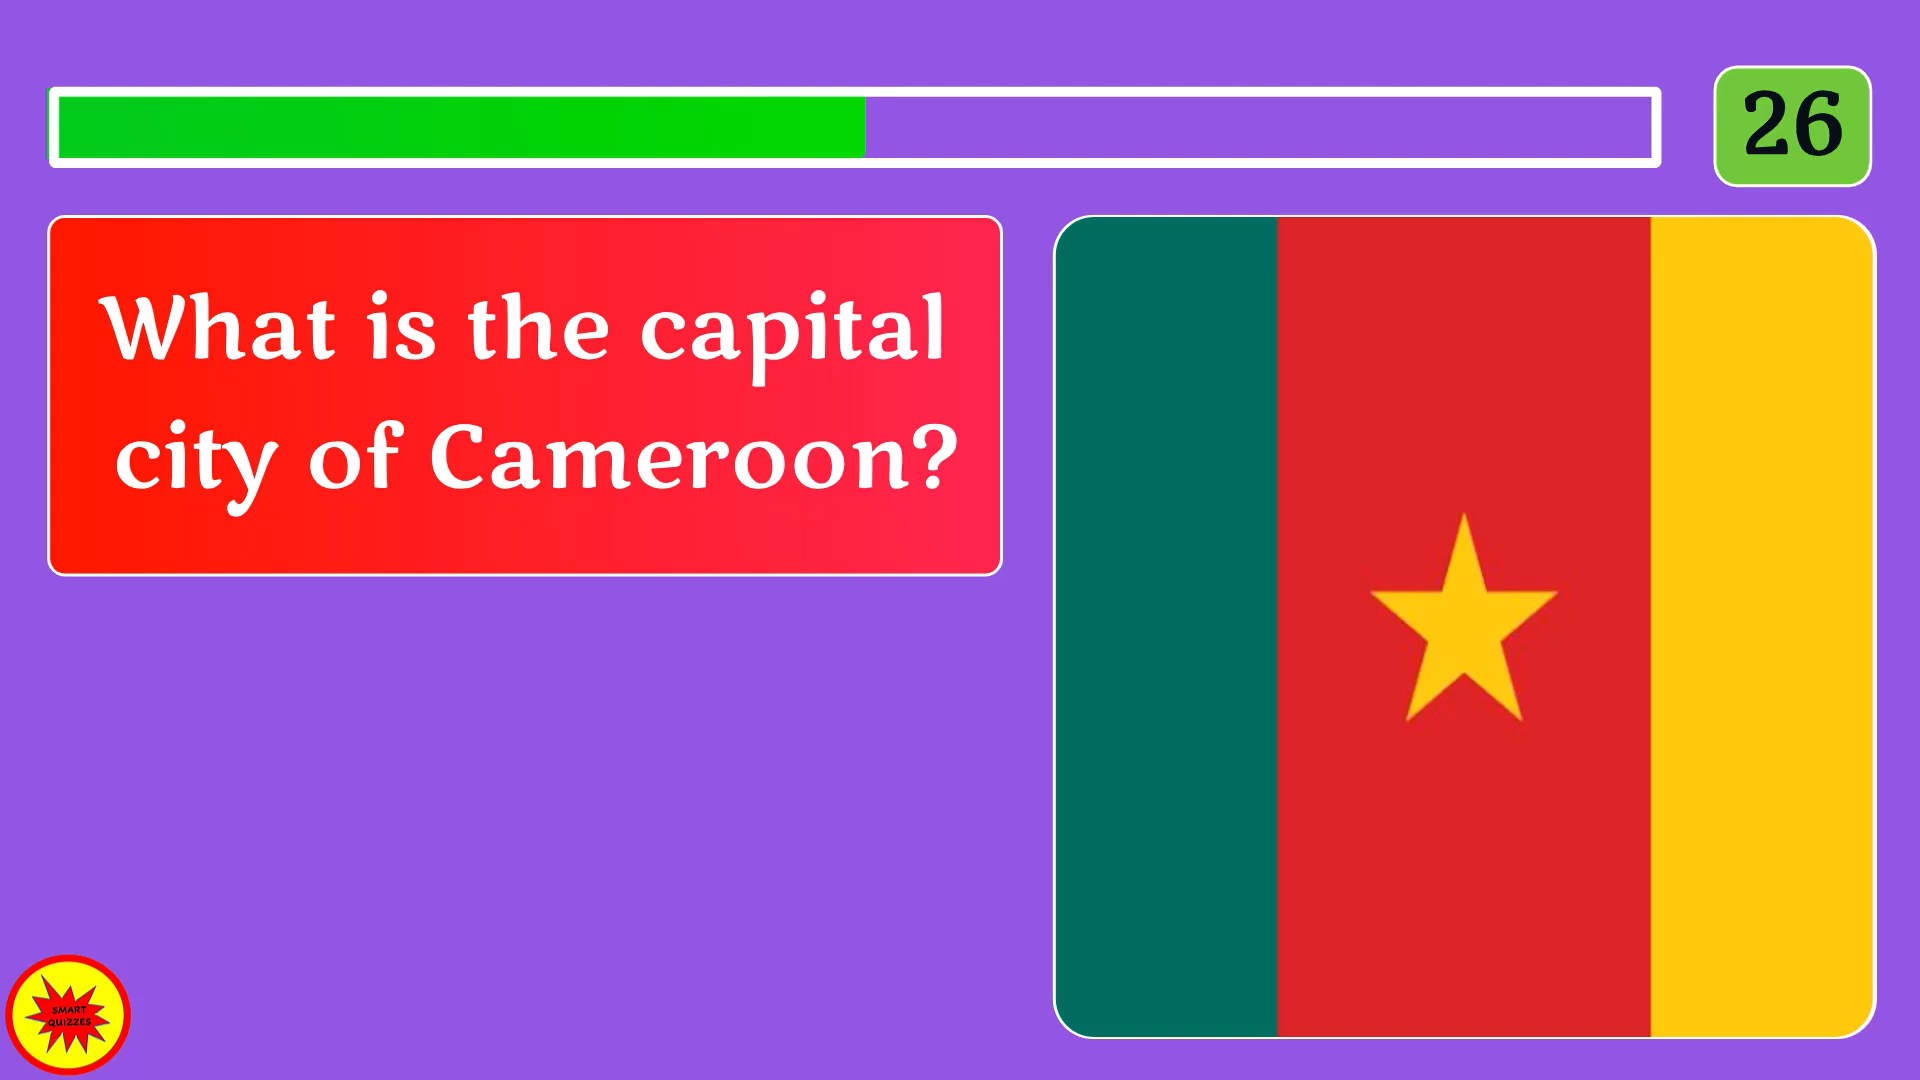 26
What is the capital
city of Cameroon?
SMART
QUIZZES